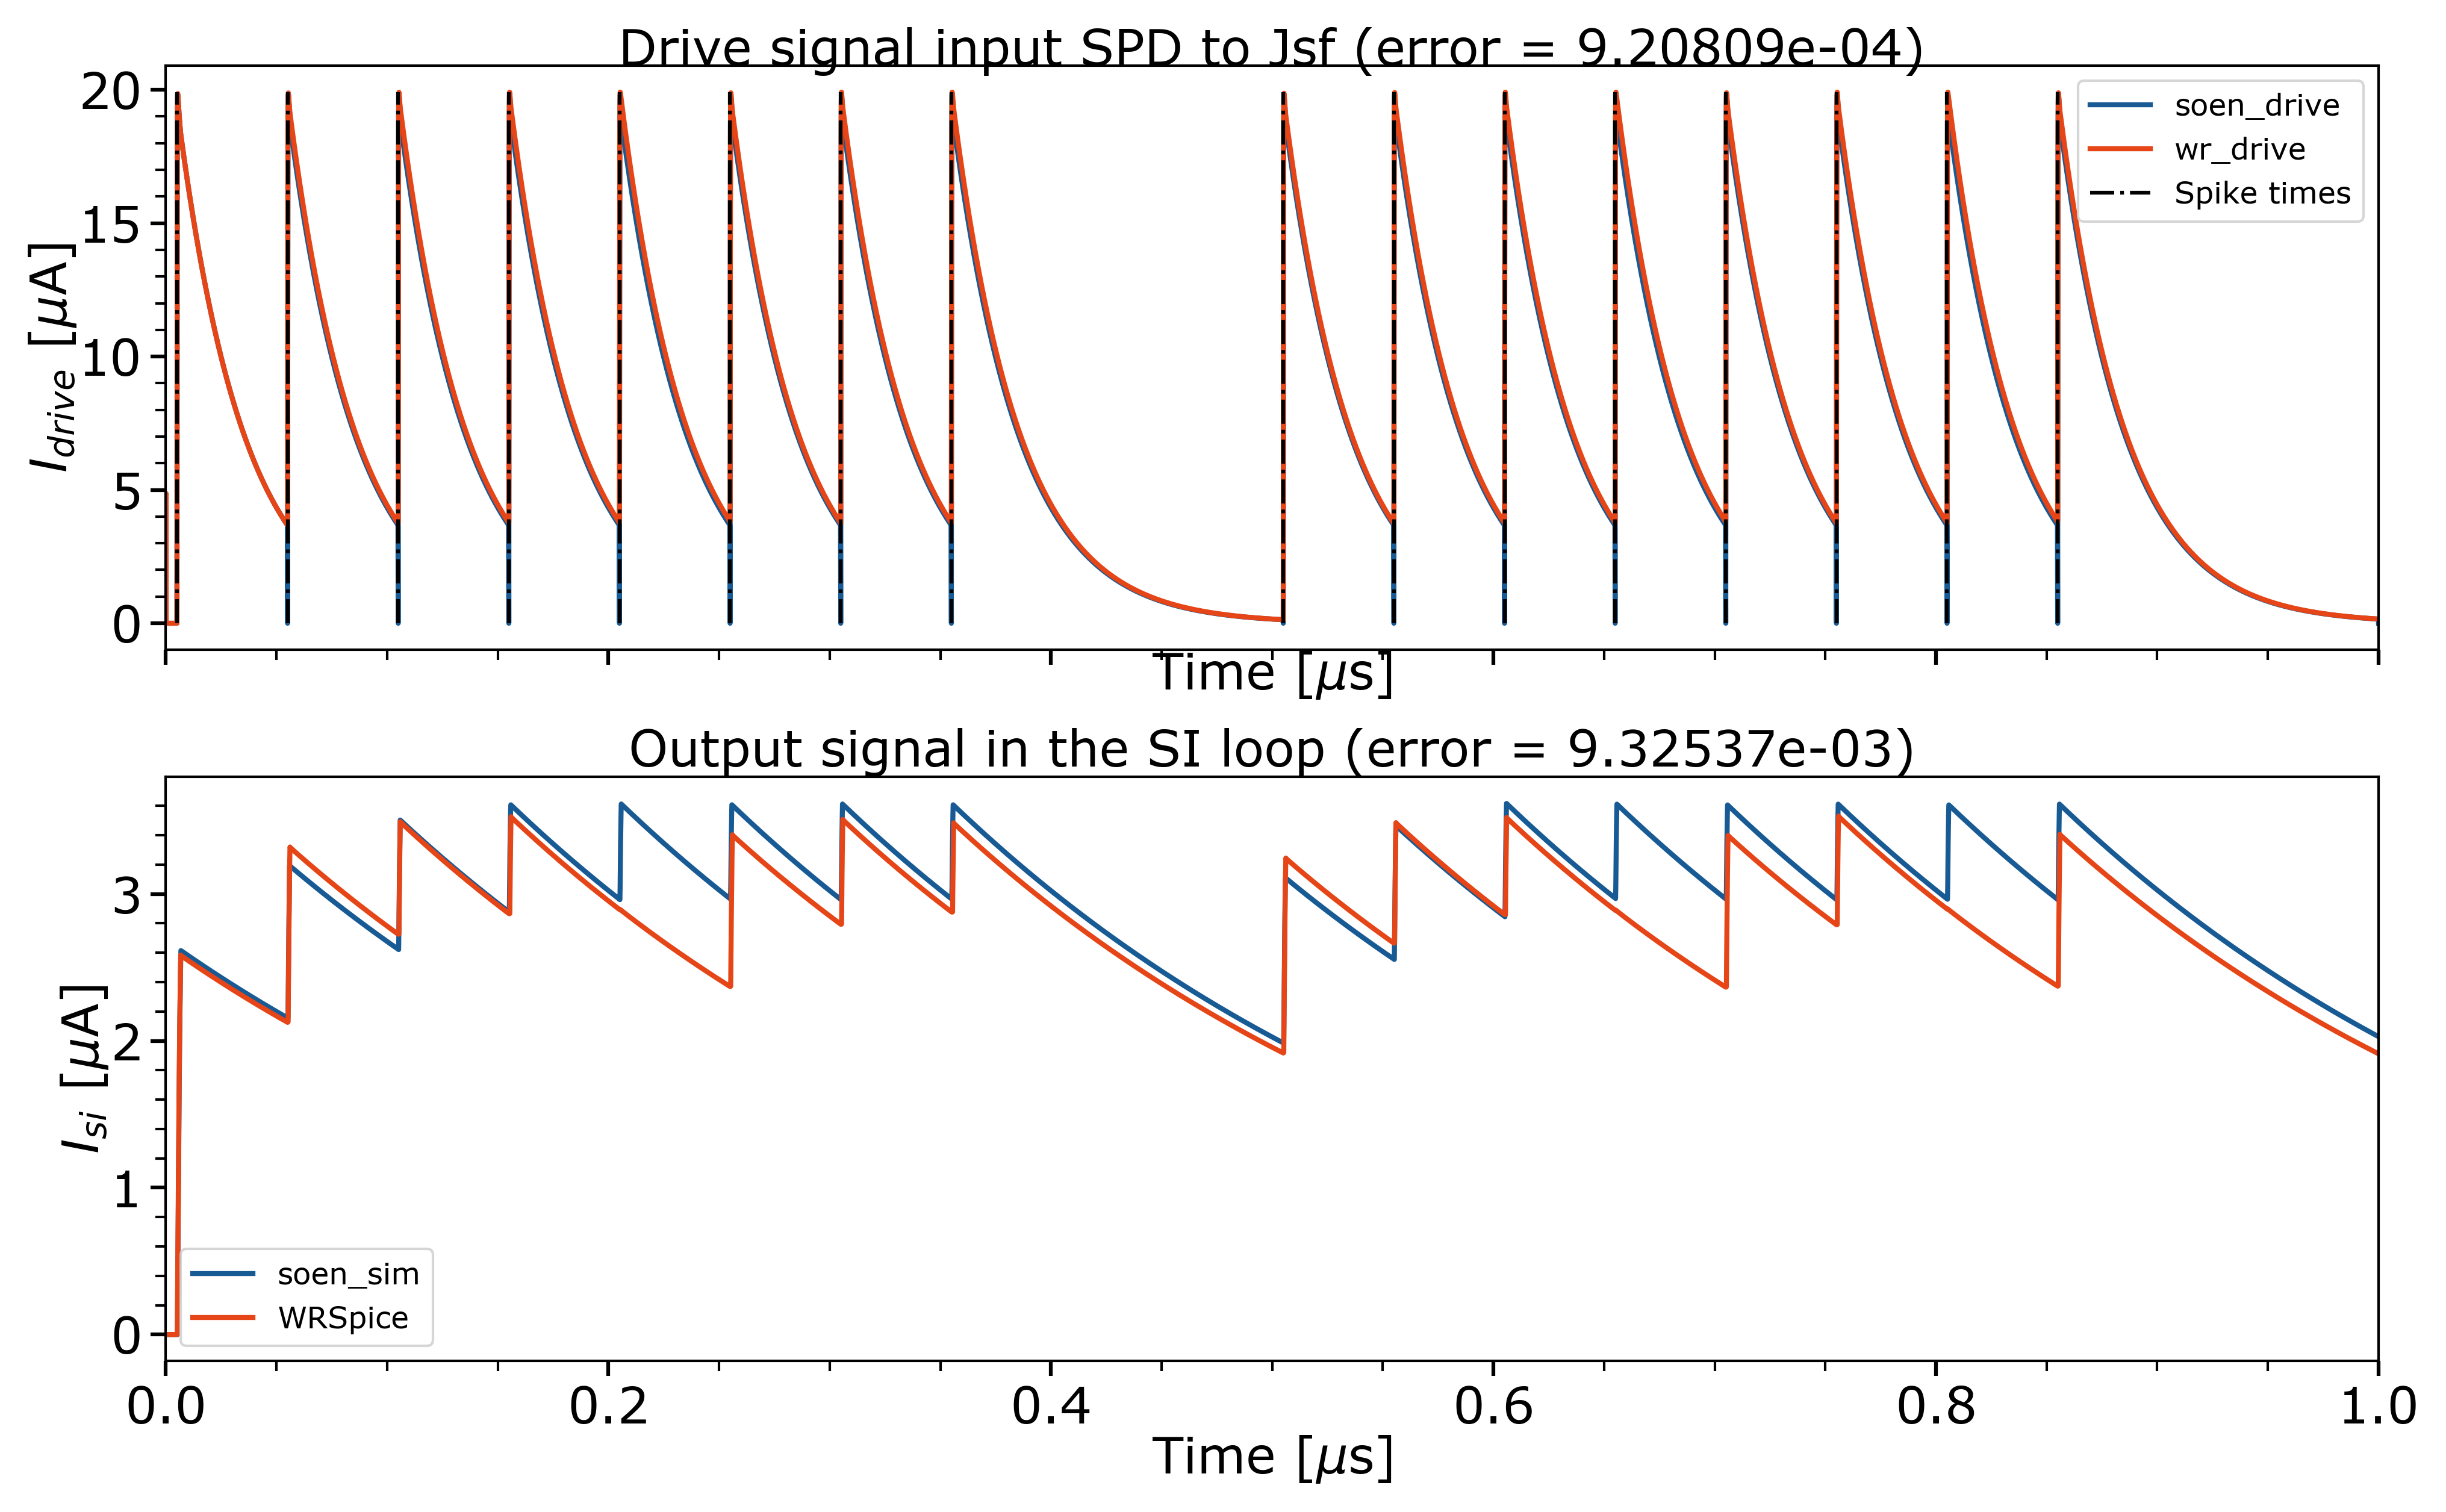 Drive signal input SPD to Jsf (error = 9.20809e-04)
20
15
10
5
0
I_drive [μA]
soen_drive
wr_drive
Spike times
Time [μs]
Output signal in the SI loop (error = 9.32537e-03)
3
2
1
0
I_si [μA]
soen_sim
WRSpice
0.0 0.2 0.4 0.6 0.8 1.0
Time [μs]